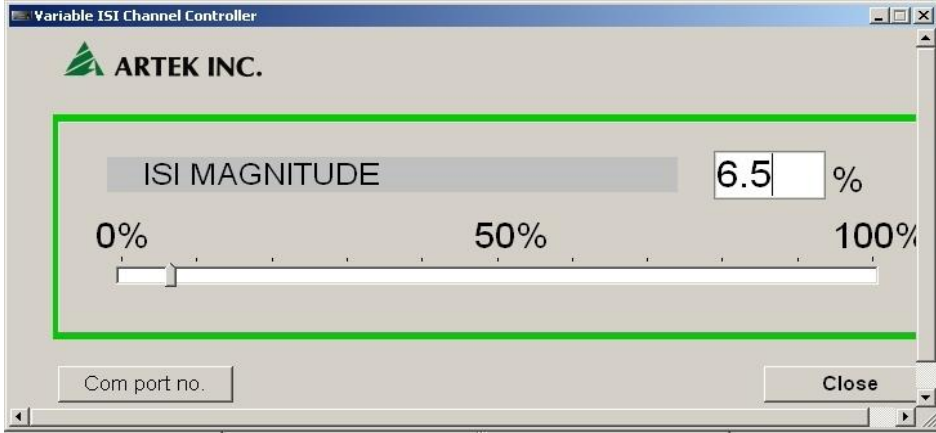 Variable ISI Channel Controller
ARTEK INC.
ISI MAGNITUDE 6.5 %
0% 50% 100%
Com port no. Close